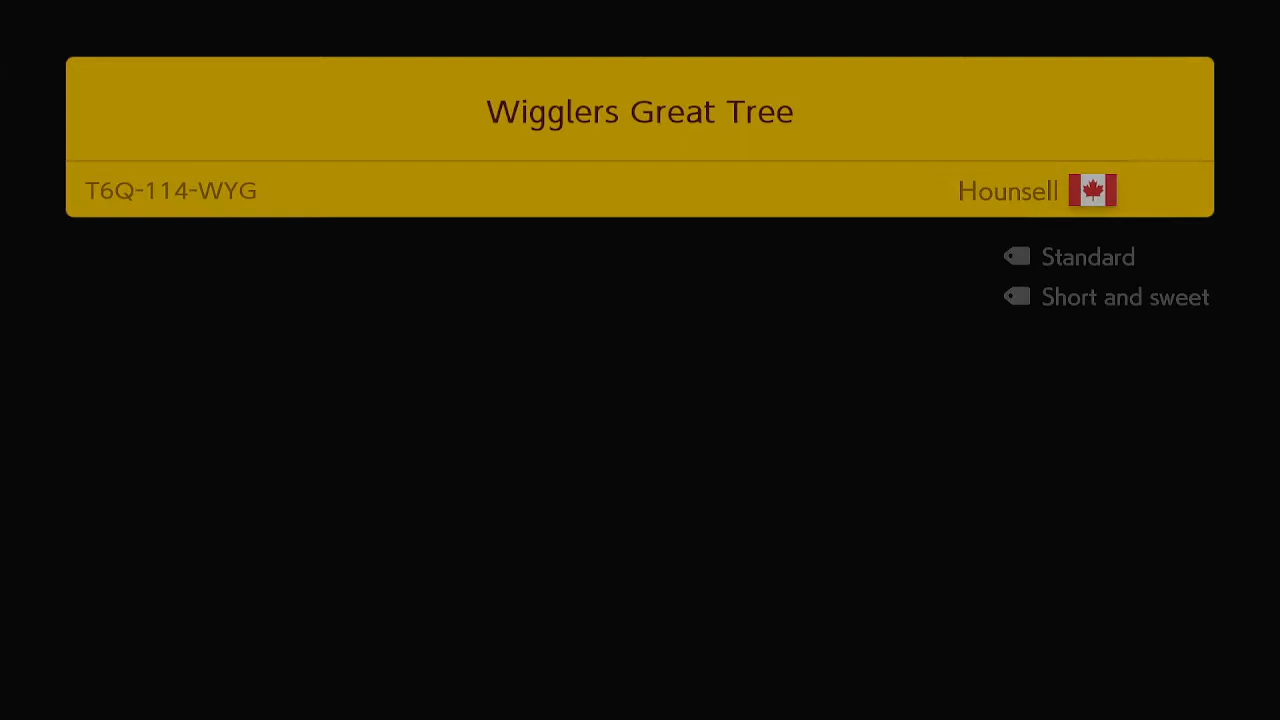 Wigglers Great Tree
T6Q-114-WYG
Hounsell
Standard
Short and sweet